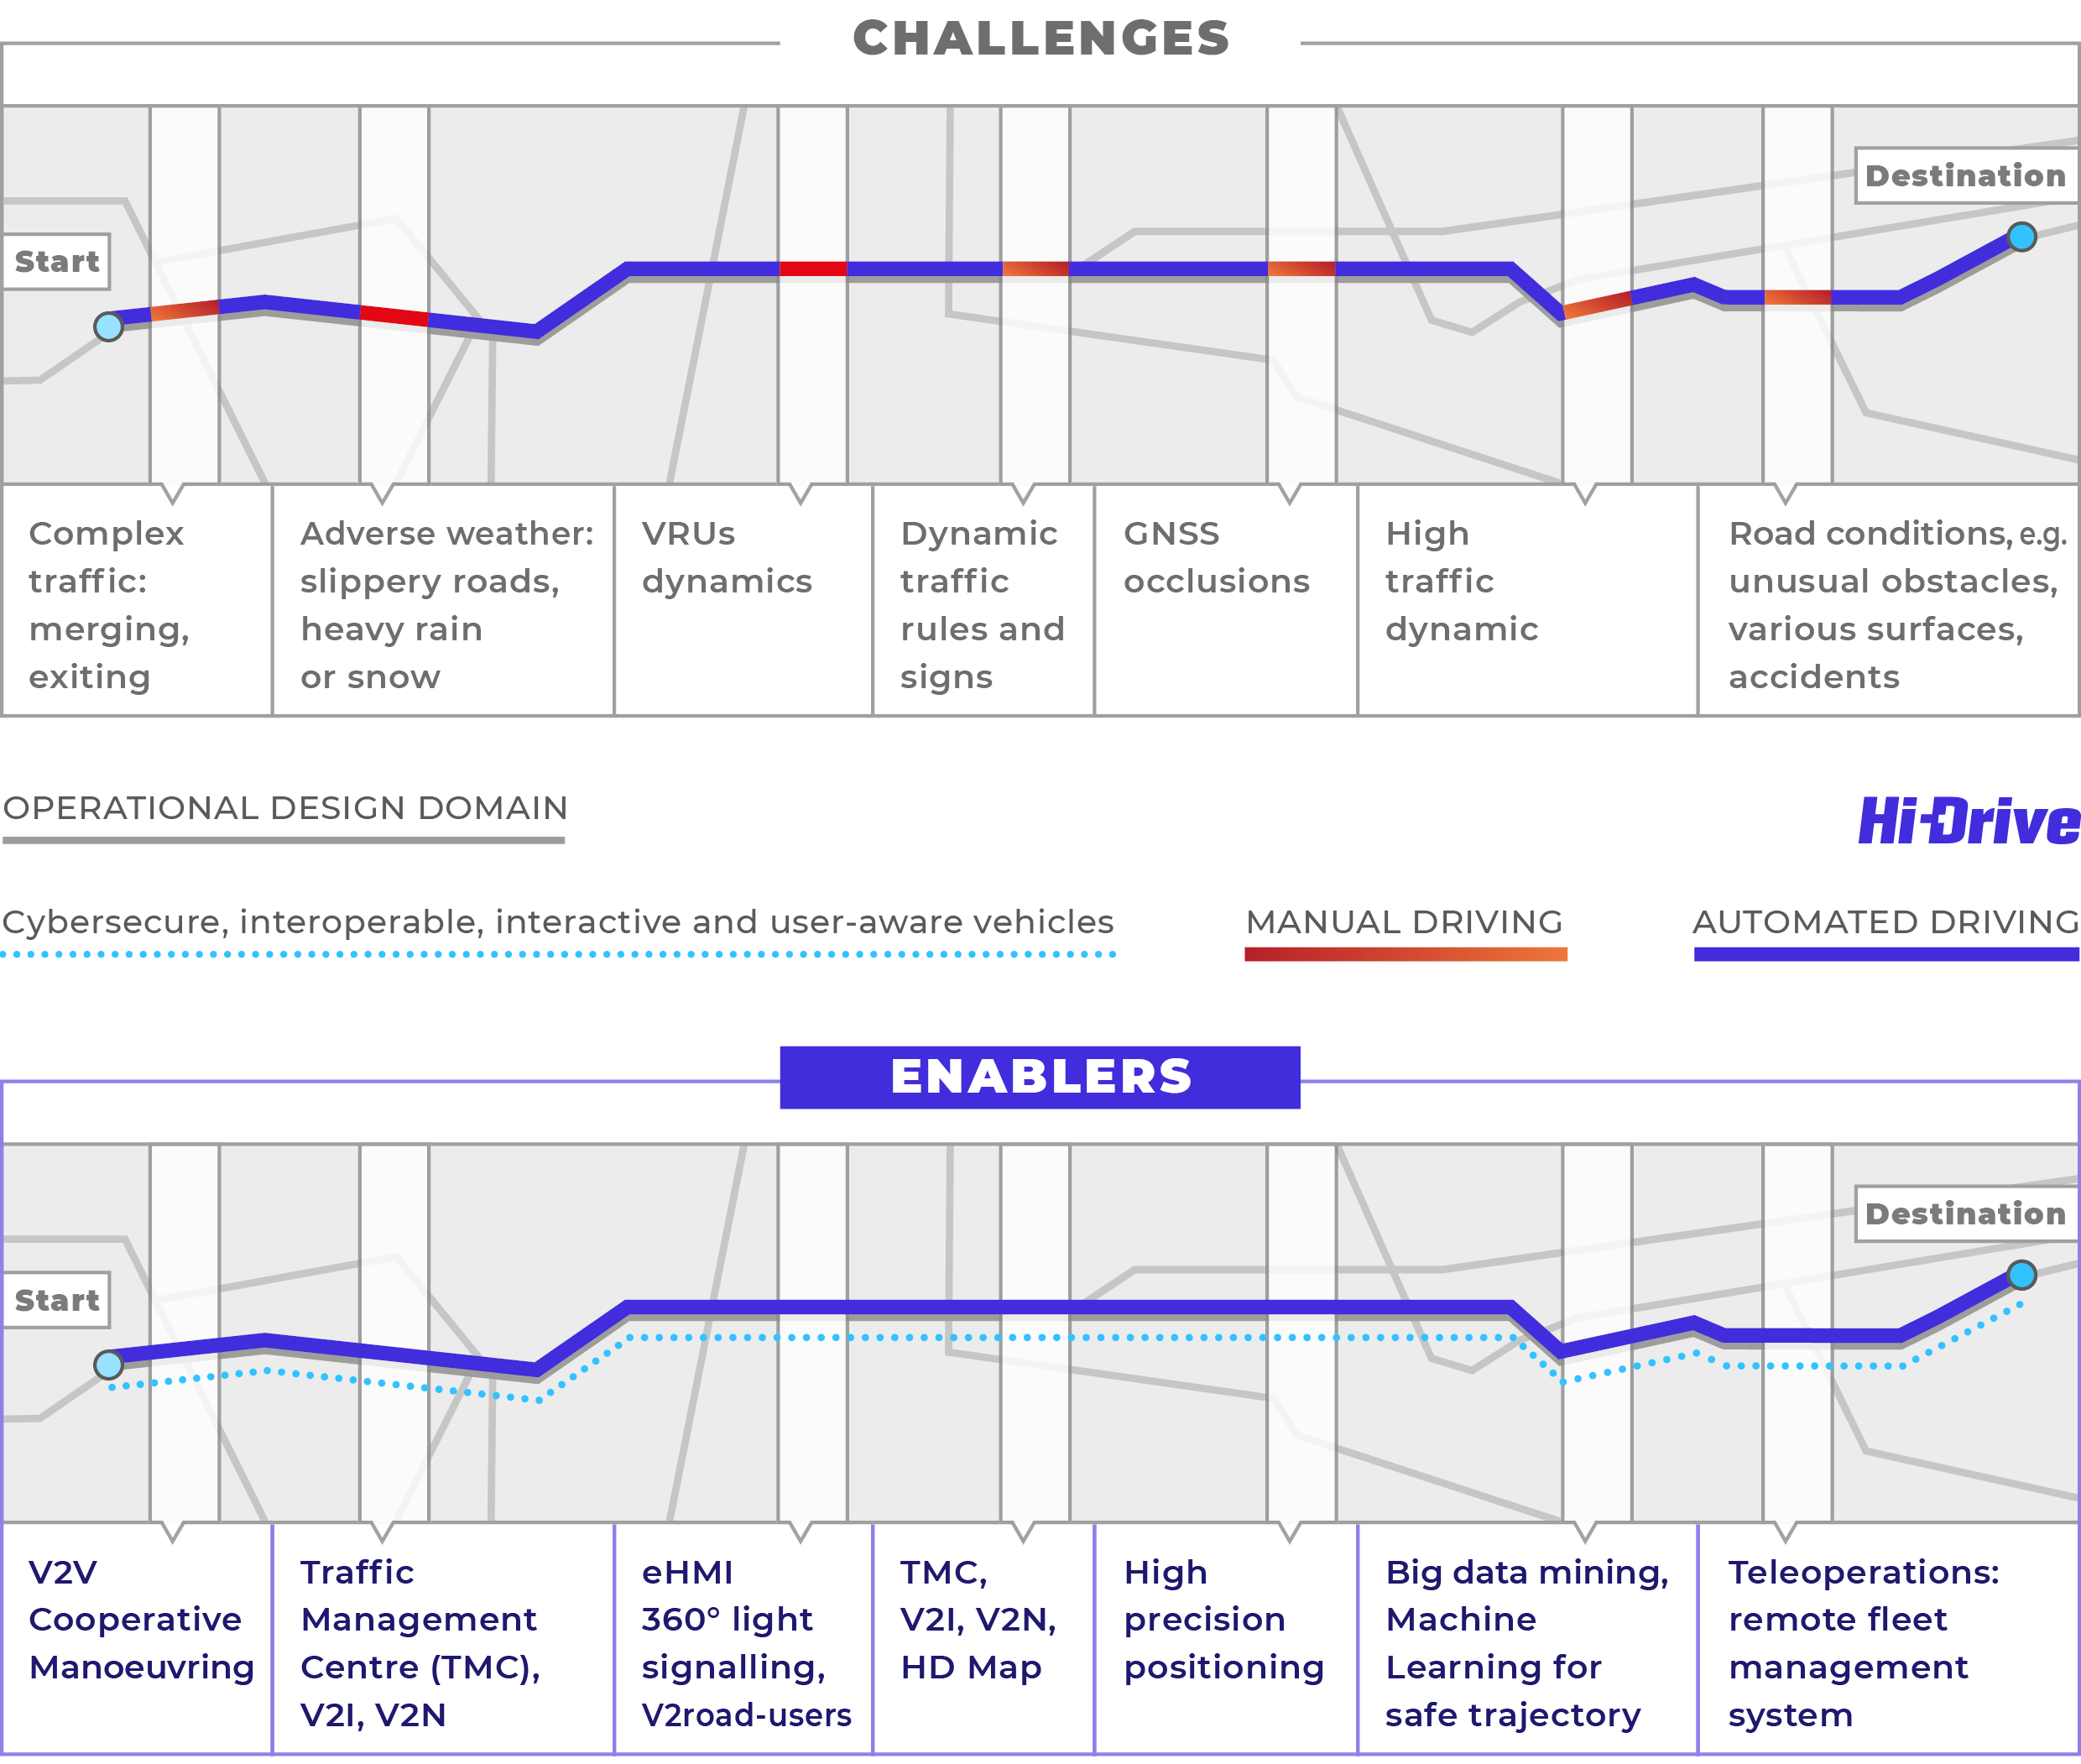 CHALLENGES
Start
Destination
Complex
traffic:
merging,
exiting
Adverse weather:
slippery roads,
heavy rain
or snow
VRUs
dynamics
Dynamic
traffic
rules and
signs
GNSS
occlusions
High
traffic
dynamic
Road conditions, e.g.
unusual obstacles,
various surfaces,
accidents
OPERATIONAL DESIGN DOMAIN
Hi-Drive
Cybersecure, interoperable, interactive and user-aware vehicles
MANUAL DRIVING
AUTOMATED DRIVING
ENABLERS
Start
Destination
V2V
Cooperative
Manoeuvring
Traffic
Management
Centre (TMC),
V2I, V2N
eHMI
360° light
signalling,
V2road-users
TMC,
V2I, V2N,
HD Map
High
precision
positioning
Big data mining,
Machine
Learning for
safe trajectory
Teleoperations:
remote fleet
management
system